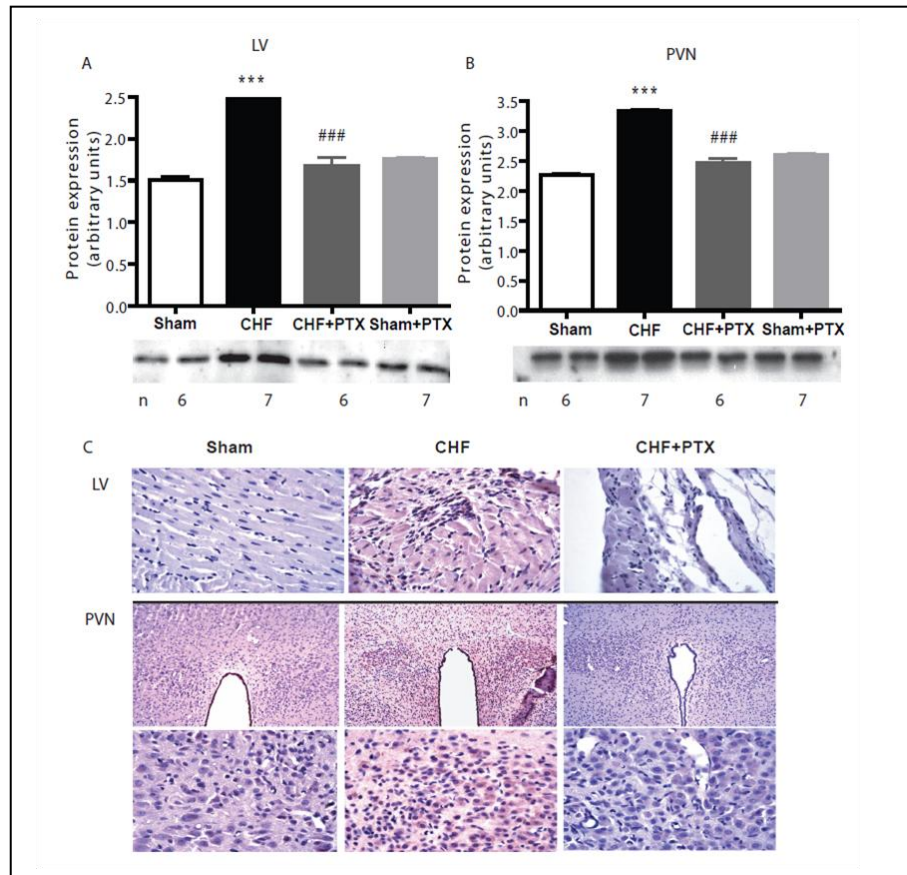 LV
A
***
###
Protein expression
(arbitrary units)
2.5
2.0
1.5
1.0
0.5
0.0
Sham CHF CHF+PTX Sham+PTX
n 6 7 6 7
PVN
B
***
###
Protein expression
(arbitrary units)
3.5
3.0
2.5
2.0
1.5
1.0
0.5
0.0
Sham CHF CHF+PTX Sham+PTX
n 6 7 6 7
C Sham CHF CHF+PTX
LV
PVN